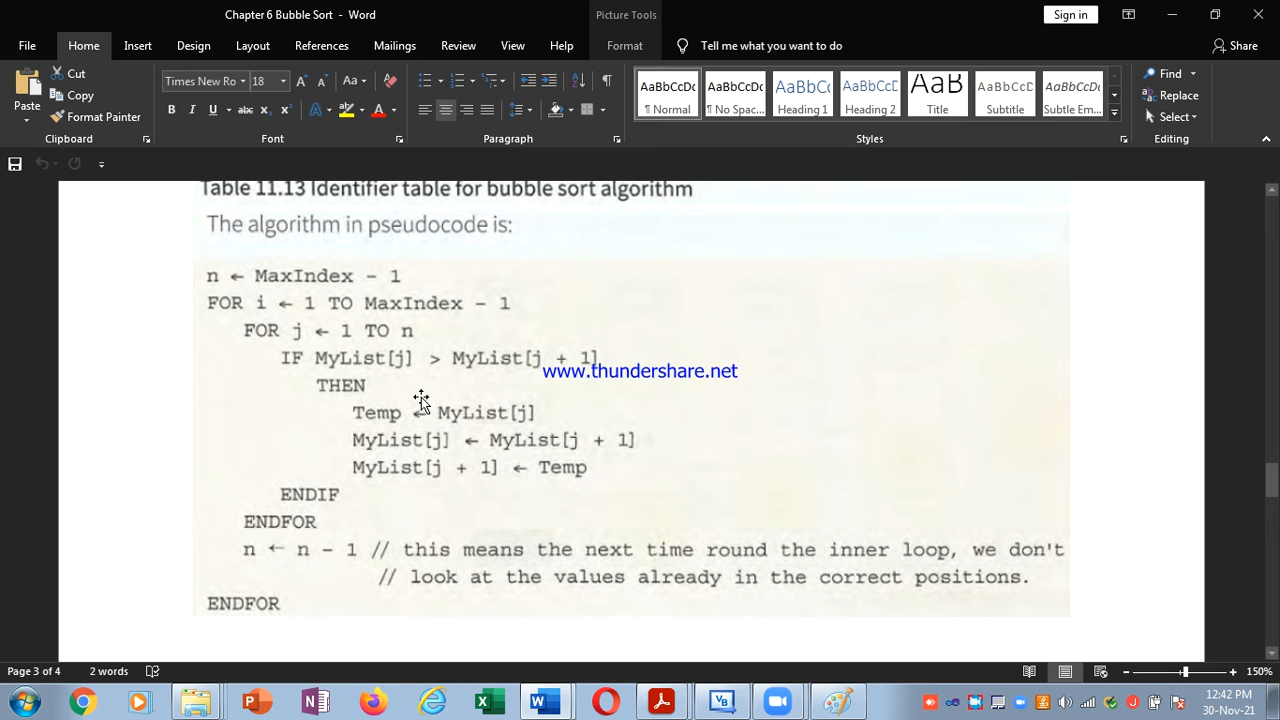 Chapter 6 Bubble Sort - Word
Picture Tools
Sign in
File Home Insert Design Layout References Mailings Review View Help Format Tell me what you want to do Share
Paste
Cut
Copy
Format Painter
Clipboard
Times New Ro 18
Font
Paragraph
AaBbCcDc AaBbCcDc AaBbCc AaBbCcD AaB AaBbCcD AaBbCcDc
¶ Normal ¶ No Spac... Heading 1 Heading 2 Title Subtitle Subtle Em...
Styles
Find
Replace
Select
Editing
Table 11.13 Identifier table for bubble sort algorithm
The algorithm in pseudocode is:
n ← MaxIndex - 1
FOR i ← 1 TO MaxIndex - 1
FOR j ← 1 TO n
IF MyList[j] > MyList[j + 1]
www.thundershare.net
THEN
Temp ← MyList[j]
MyList[j] ← MyList[j + 1]
MyList[j + 1] ← Temp
ENDIF
ENDFOR
n ← n - 1 // this means the next time round the inner loop, we don't
// look at the values already in the correct positions.
ENDFOR
Page 3 of 4 2 words 150%
12:42 PM
30-Nov-21